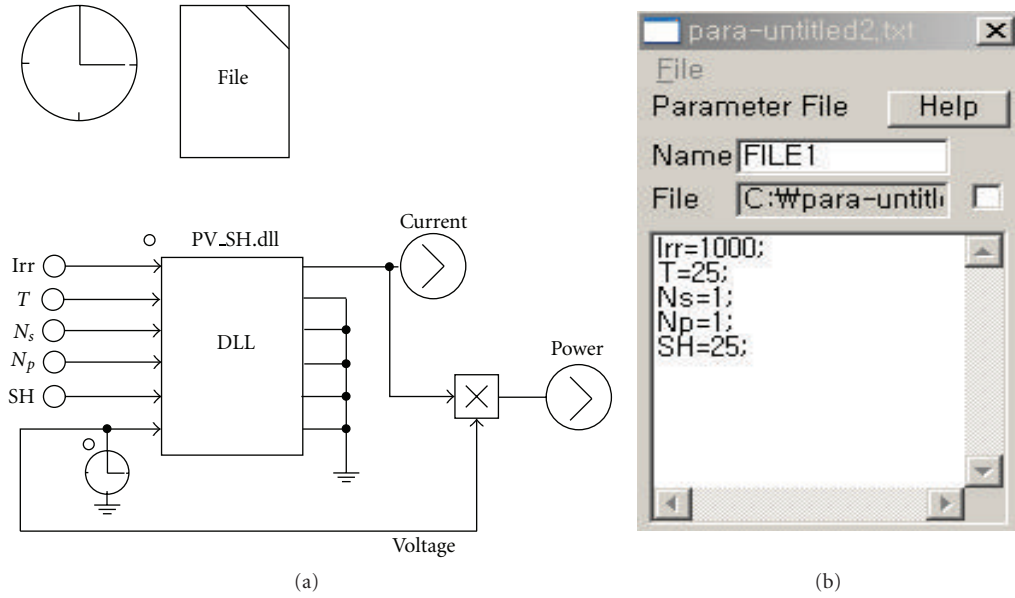 File
Current
PV_SH.dll
Irr
T
Ns
Np
SH
DLL
Power
Voltage
(a)
para-untitled2.txt
File
Parameter File
Help
Name FILE1
File C:₩para-untitl
Irr=1000;
T=25;
Ns=1;
Np=1;
SH=25;
(b)